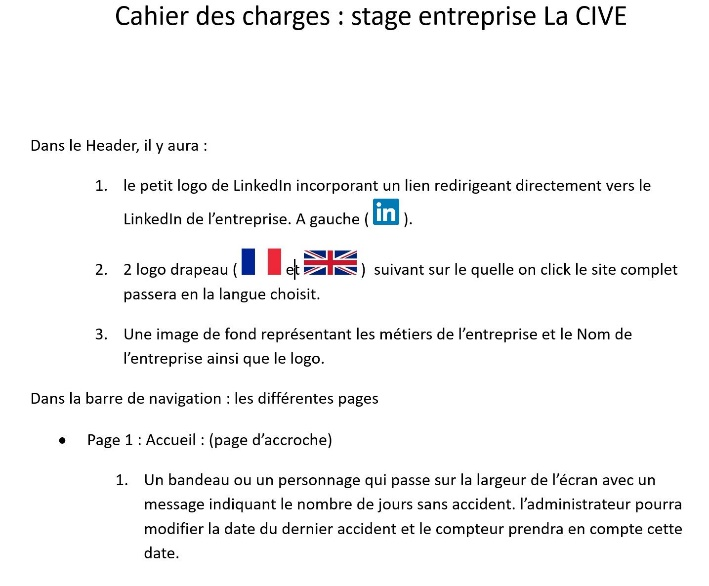 Cahier des charges : stage entreprise La CIVE
Dans le Header, il y aura :
1. le petit logo de LinkedIn incorporant un lien redirigeant directement vers le
LinkedIn de l’entreprise. A gauche ( in ).
2. 2 logo drapeau ( et ) suivant sur le quelle on click le site complet
passera en la langue choisit.
3. Une image de fond représentant les métiers de l’entreprise et le Nom de
l’entreprise ainsi que le logo.
Dans la barre de navigation : les différentes pages
• Page 1 : Accueil : (page d’accroche)
1. Un bandeau ou un personnage qui passe sur la largeur de l’écran avec un
message indiquant le nombre de jours sans accident. l’administrateur pourra
modifier la date du dernier accident et le compteur prendra en compte cette
date.